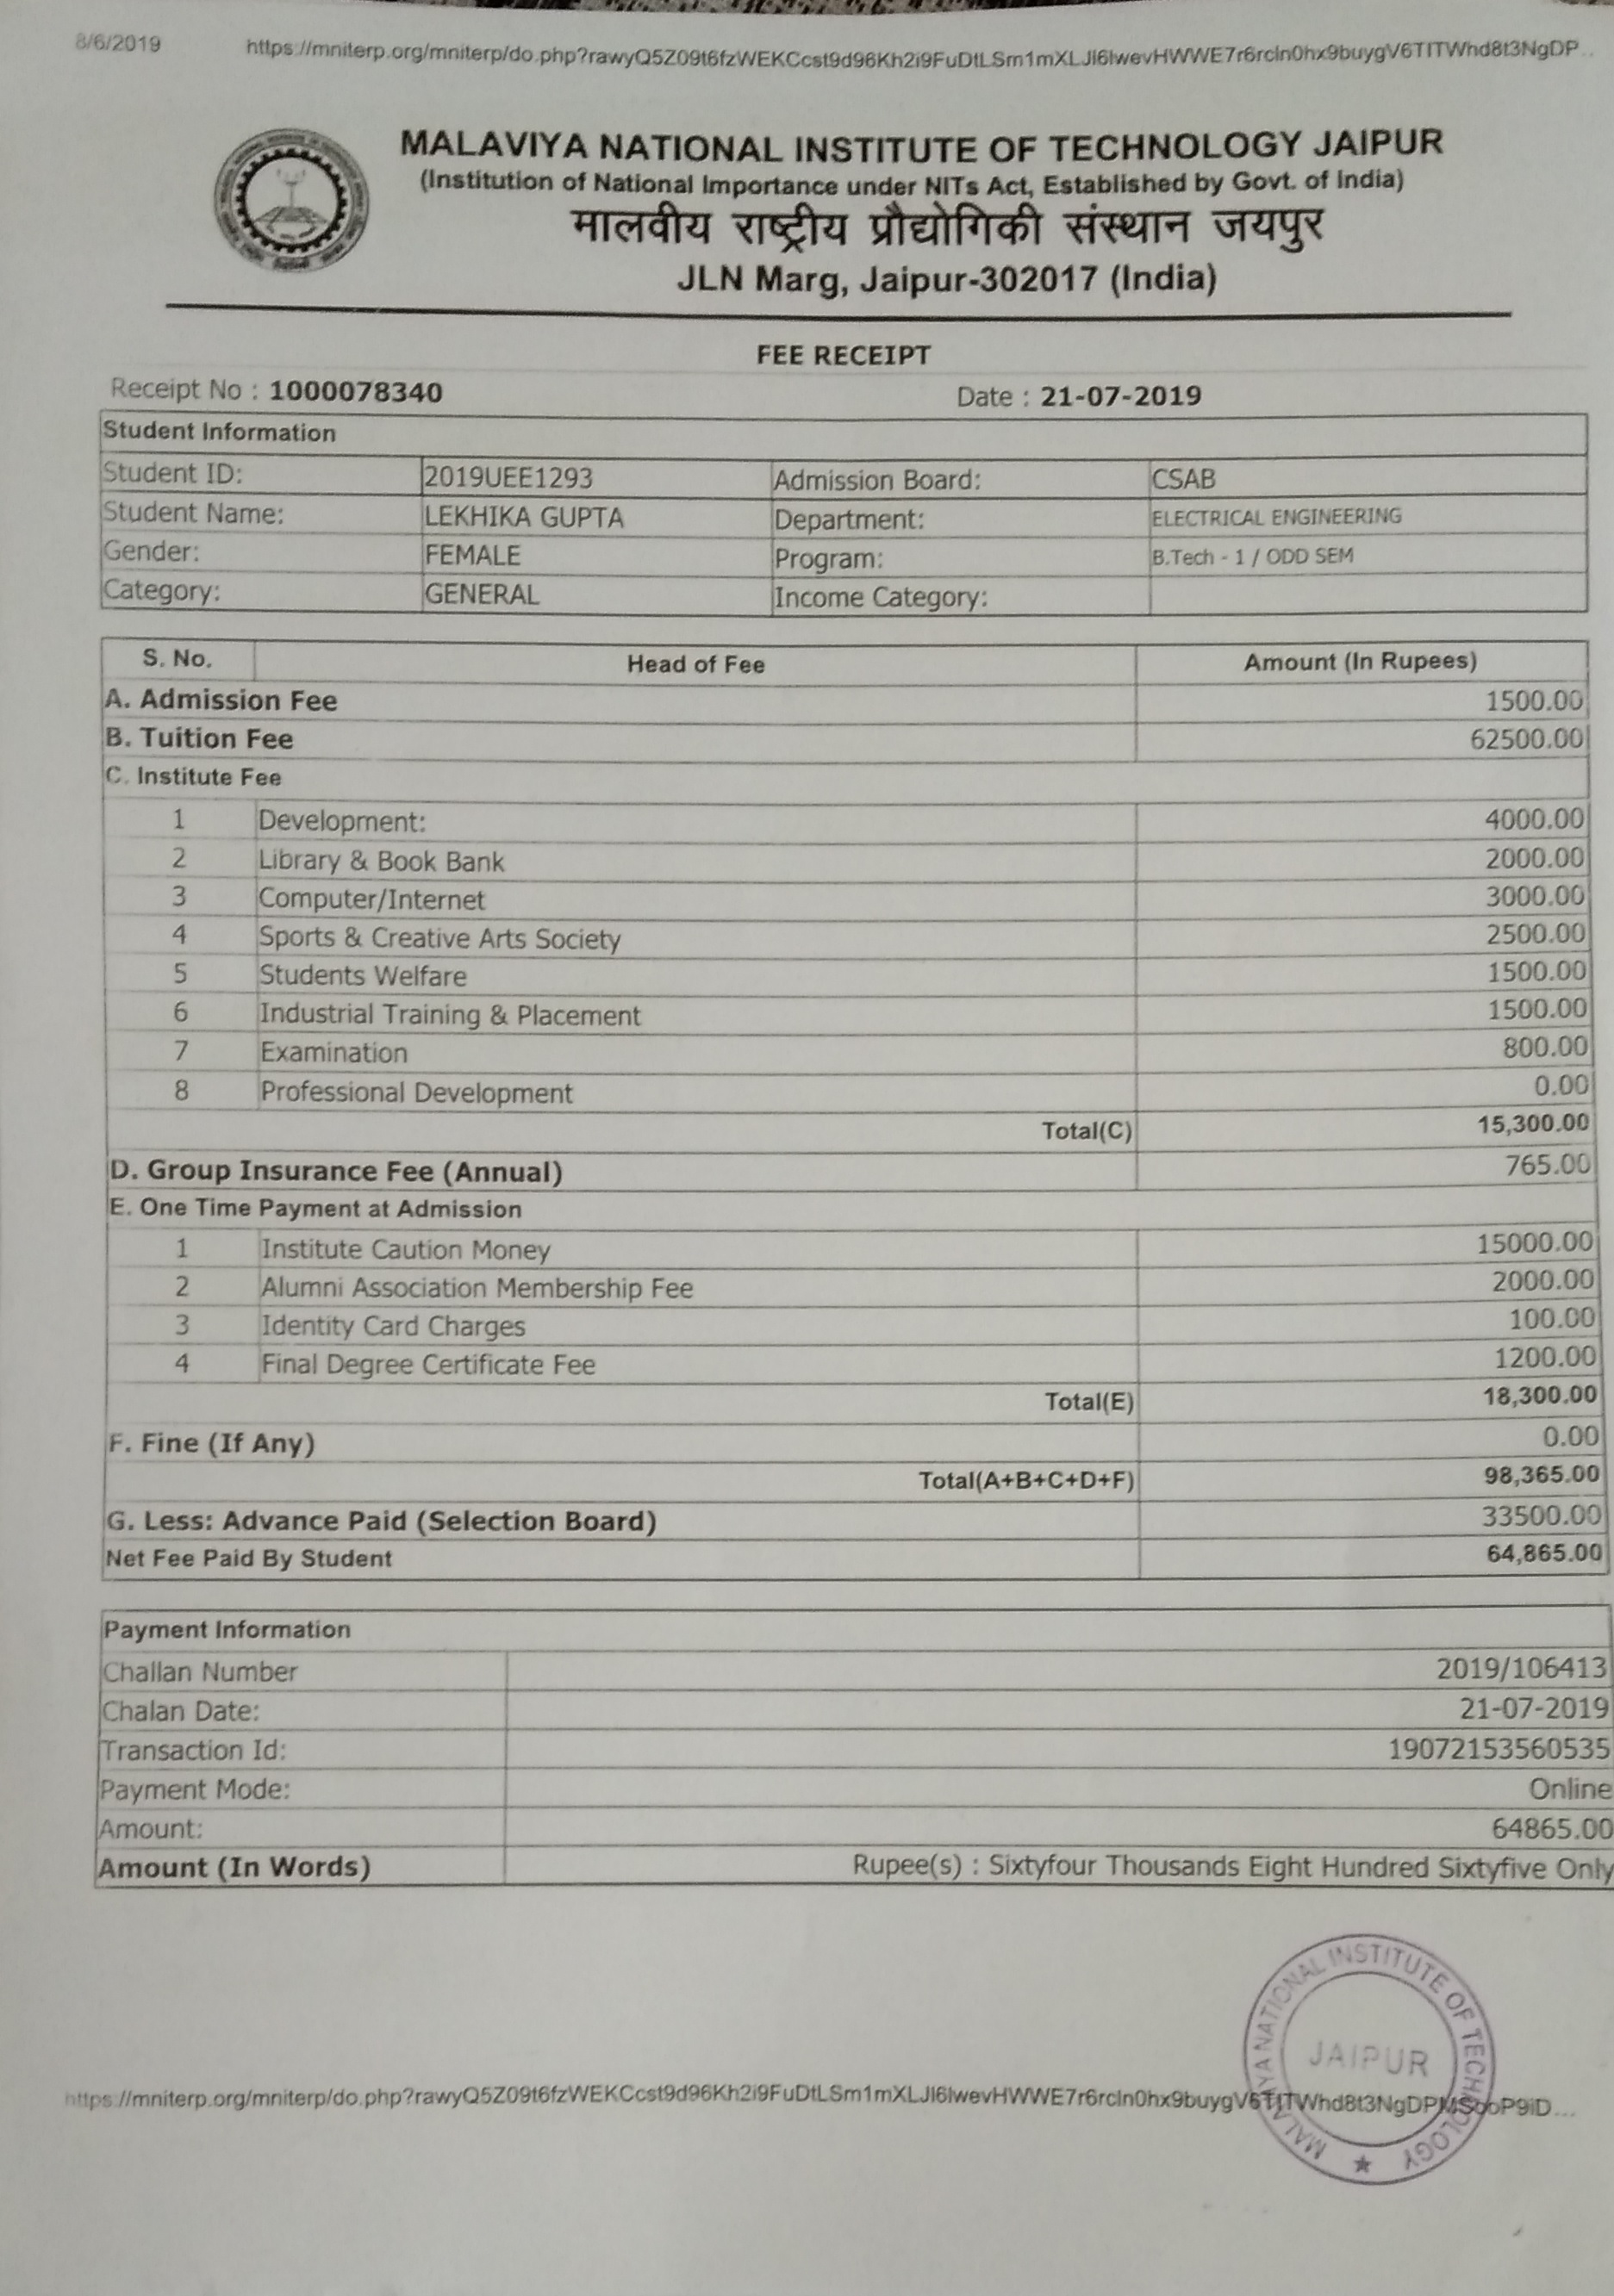 8/6/2019 https://mniterp.org/mniterp/do.php?rawyQ5Z09t6fzWEKCcst9d96Kh2i9FuDtLSm1mXLJl6lwevHWWE7r6rcln0hx9buygV6TITWhd8t3NgDP...
MALAVIYA NATIONAL INSTITUTE OF TECHNOLOGY JAIPUR
(Institution of National Importance under NITs Act, Established by Govt. of India)
मालवीय राष्ट्रीय प्रौद्योगिकी संस्थान जयपुर
JLN Marg, Jaipur-302017 (India)
FEE RECEIPT
Receipt No : 1000078340 Date : 21-07-2019
Student Information
Student ID: 2019UEE1293 Admission Board: CSAB
Student Name: LEKHIKA GUPTA Department: ELECTRICAL ENGINEERING
Gender: FEMALE Program: B.Tech - 1 / ODD SEM
Category: GENERAL Income Category:
S. No. Head of Fee Amount (In Rupees)
A. Admission Fee 1500.00
B. Tuition Fee 62500.00
C. Institute Fee
1 Development: 4000.00
2 Library & Book Bank 2000.00
3 Computer/Internet 3000.00
4 Sports & Creative Arts Society 2500.00
5 Students Welfare 1500.00
6 Industrial Training & Placement 1500.00
7 Examination 800.00
8 Professional Development 0.00
Total(C) 15,300.00
D. Group Insurance Fee (Annual) 765.00
E. One Time Payment at Admission
1 Institute Caution Money 15000.00
2 Alumni Association Membership Fee 2000.00
3 Identity Card Charges 100.00
4 Final Degree Certificate Fee 1200.00
Total(E) 18,300.00
F. Fine (If Any) 0.00
Total(A+B+C+D+F) 98,365.00
G. Less: Advance Paid (Selection Board) 33500.00
Net Fee Paid By Student 64,865.00
Payment Information
Challan Number 2019/106413
Chalan Date: 21-07-2019
Transaction Id: 19072153560535
Payment Mode: Online
Amount: 64865.00
Amount (In Words) Rupee(s) : Sixtyfour Thousands Eight Hundred Sixtyfive Only
MALAVIYA NATIONAL INSTITUTE OF TECHNOLOGY
JAIPUR
https://mniterp.org/mniterp/do.php?rawyQ5Z09t6fzWEKCcst9d96Kh2i9FuDtLSm1mXLJl6lwevHWWE7r6rcln0hx9buygV6TITWhd8t3NgDPMSooP9iD...